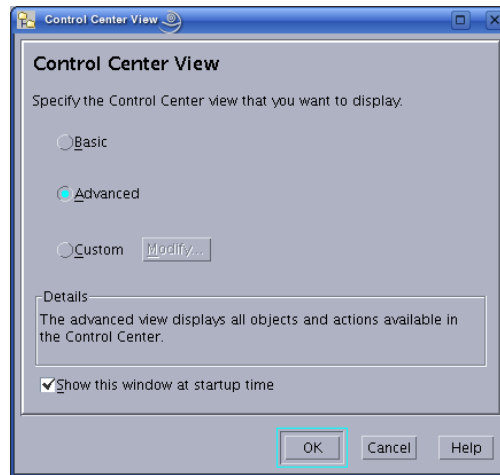 Control Center View
Control Center View
Specify the Control Center view that you want to display.
Basic
Advanced
Custom Modify...
Details
The advanced view displays all objects and actions available in
the Control Center.
Show this window at startup time
OK Cancel Help